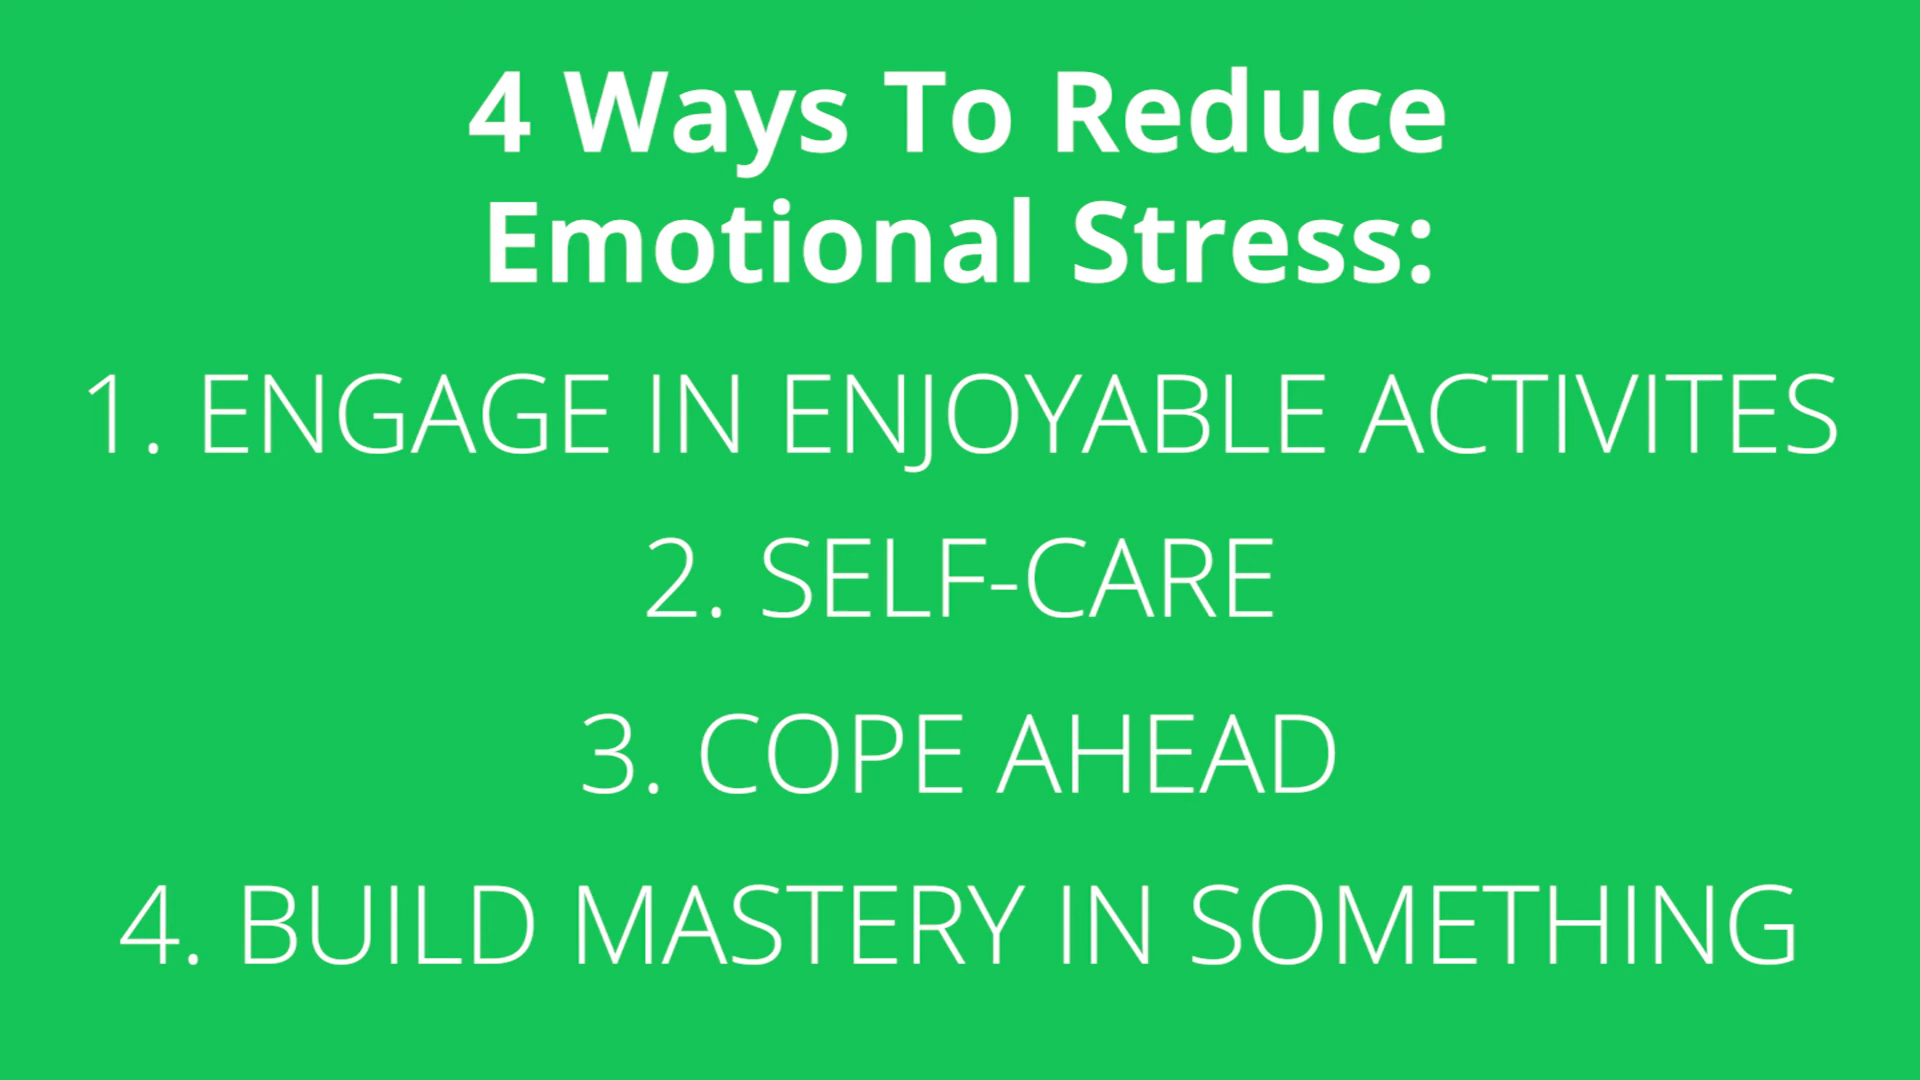 4 Ways To Reduce
Emotional Stress:
1. ENGAGE IN ENJOYABLE ACTIVITES
2. SELF-CARE
3. COPE AHEAD
4. BUILD MASTERY IN SOMETHING